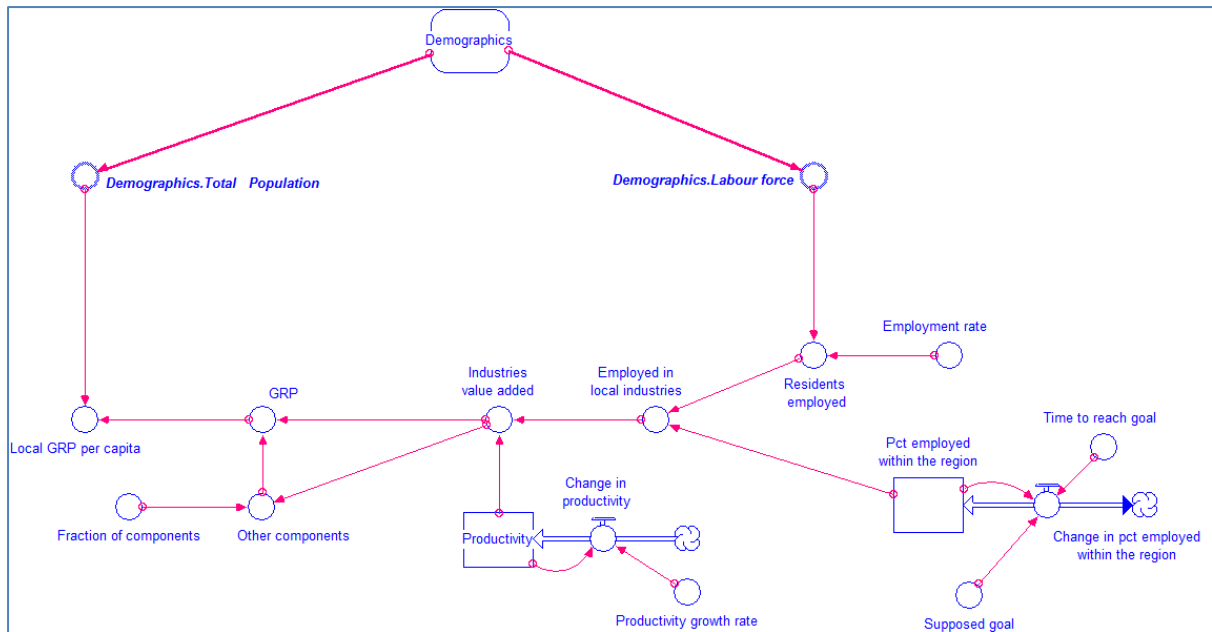 Demographics
Demographics.Total Population
Demographics.Labour force
Employment rate
Residents
employed
Industries
value added
Employed in
local industries
GRP
Local GRP per capita
Time to reach goal
Pct employed
within the region
Change in
productivity
Fraction of components
Other components
Productivity
Change in pct employed
within the region
Productivity growth rate
Supposed goal